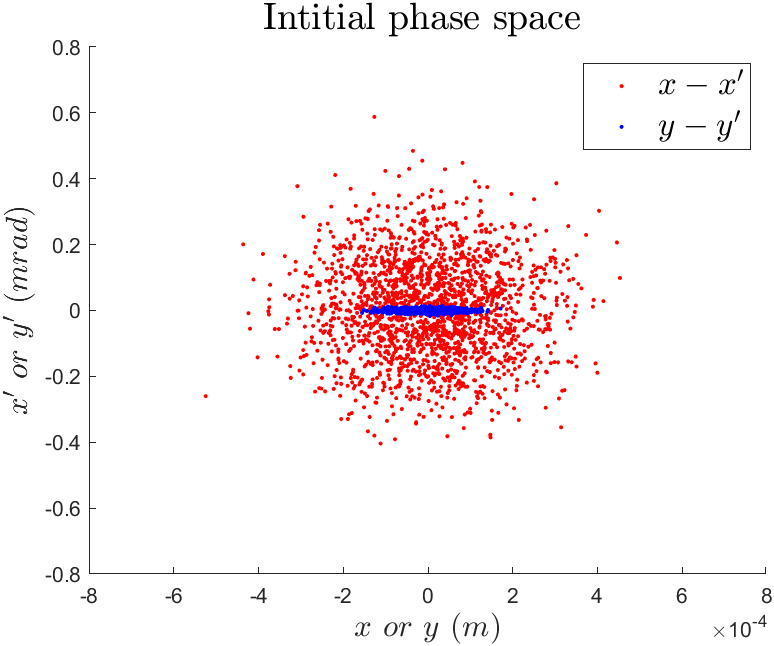 Intitial phase space
0.8
x − x′
0.6
y − y′
0.4
0.2
0
-0.2
-0.4
-0.6
-0.8
x′ or y′ (mrad)
-8 -6 -4 -2 0 2 4 6 8
x or y (m)
×10-4